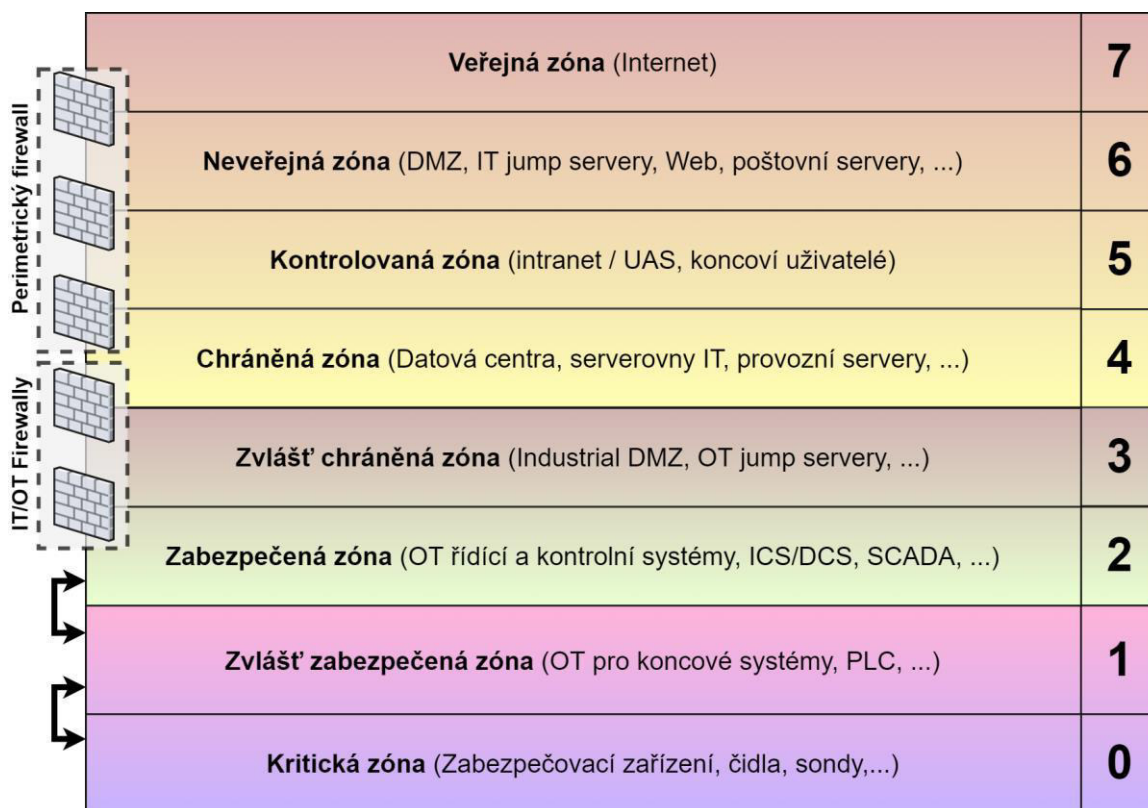 Veřejná zóna (Internet) 7
Neveřejná zóna (DMZ, IT jump servery, Web, poštovní servery, ...) 6
Kontrolovaná zóna (intranet / UAS, koncoví uživatelé) 5
Chráněná zóna (Datová centra, serverovny IT, provozní servery, ...) 4
Zvlášť chráněná zóna (Industrial DMZ, OT jump servery, ...) 3
Zabezpečená zóna (OT řídící a kontrolní systémy, ICS/DCS, SCADA, ...) 2
Zvlášť zabezpečená zóna (OT pro koncové systémy, PLC, ...) 1
Kritická zóna (Zabezpečovací zařízení, čidla, sondy,...) 0
Perimetrický firewall
IT/OT Firewally